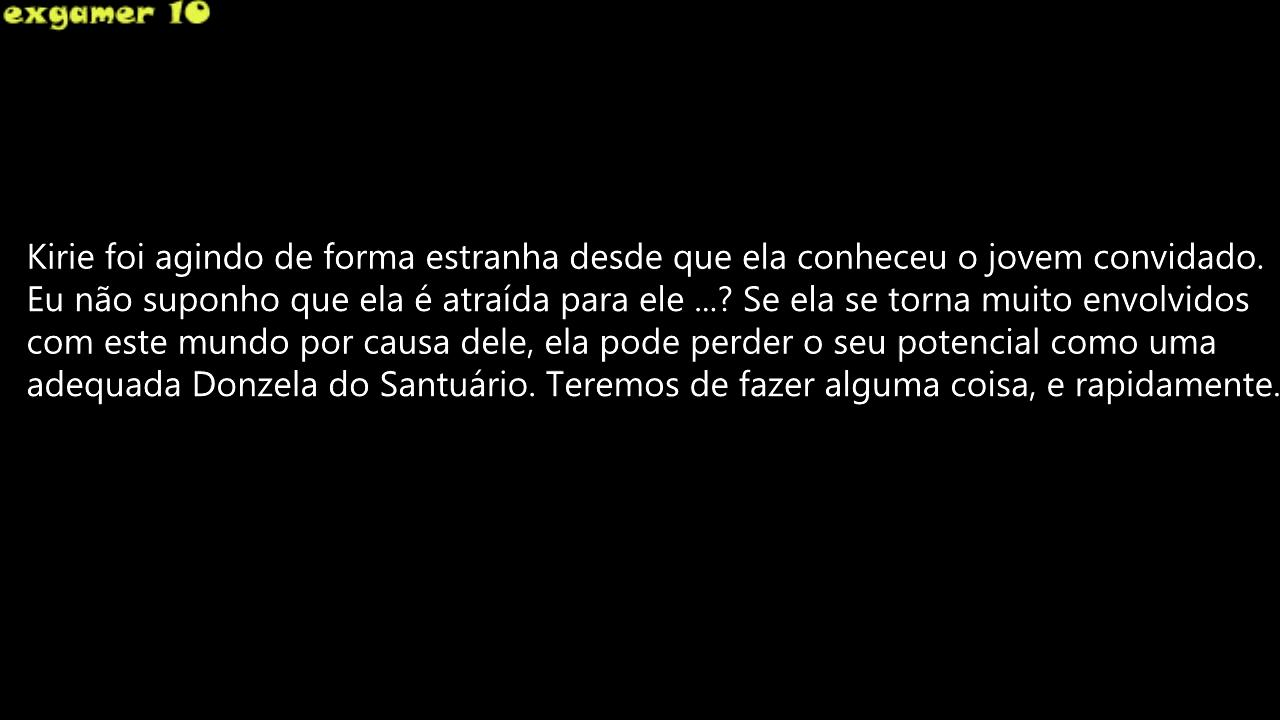 exgamer 10
Kirie foi agindo de forma estranha desde que ela conheceu o jovem convidado.
Eu não suponho que ela é atraída para ele ...? Se ela se torna muito envolvidos
com este mundo por causa dele, ela pode perder o seu potencial como uma
adequada Donzela do Santuário. Teremos de fazer alguma coisa, e rapidamente.